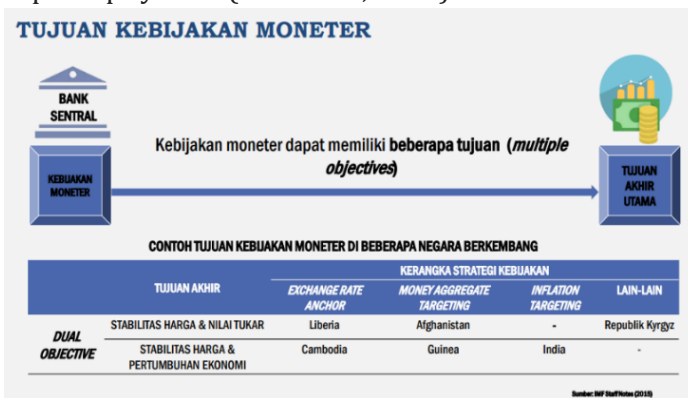 TUJUAN KEBIJAKAN MONETER
BANK
SENTRAL
KEBIJAKAN
MONETER
Kebijakan moneter dapat memiliki beberapa tujuan (multiple
objectives)
TUJUAN
AKHIR
UTAMA
CONTOH TUJUAN KEBIJAKAN MONETER DI BEBERAPA NEGARA BERKEMBANG
TUJUAN AKHIR
KERANGKA STRATEGI KEBIJAKAN
EXCHANGE RATE
ANCHOR
MONEY AGGREGATE
TARGETING
INFLATION
TARGETING
LAIN-LAIN
DUAL
OBJECTIVE
STABILITAS HARGA & NILAI TUKAR Liberia Afghanistan - Republik Kyrgyz
STABILITAS HARGA &
PERTUMBUHAN EKONOMI
Cambodia Guinea India -
Sumber: IMF Staff Notes (2015)